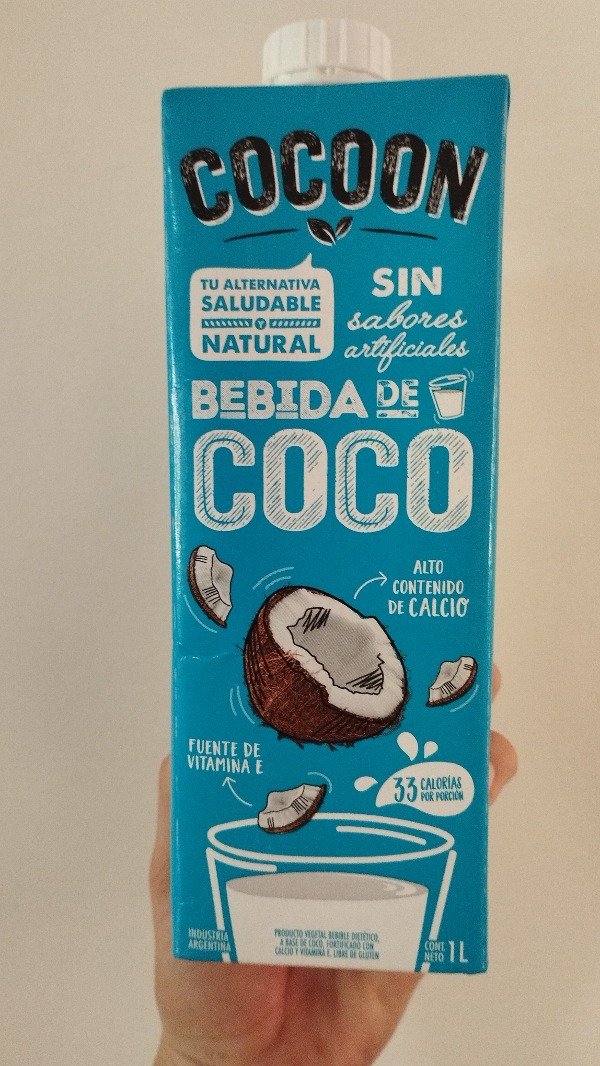 COCOON
TU ALTERNATIVA
SALUDABLE
Y
NATURAL
SIN
sabores
artificiales
BEBIDA DE
COCO
ALTO
CONTENIDO
DE CALCIO
FUENTE DE
VITAMINA E
33 CALORÍAS
POR PORCIÓN
INDUSTRIA
ARGENTINA
PRODUCTO VEGETAL BEBIBLE DIETÉTICO,
A BASE DE COCO, FORTIFICADO CON
CALCIO Y VITAMINA E. LIBRE DE GLUTEN
CONT.
NETO 1L